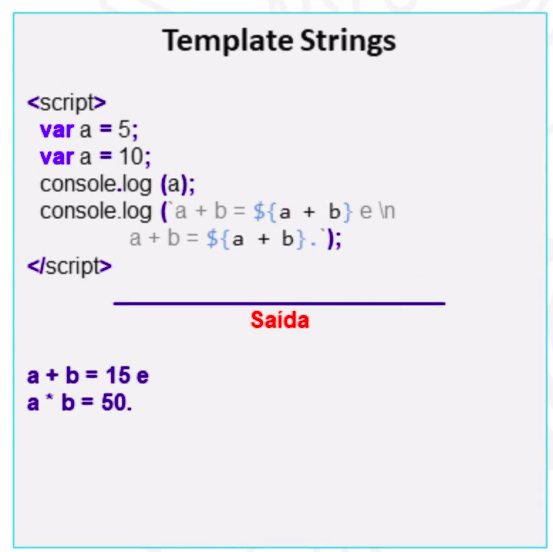 Template Strings
<script>
var a = 5;
var a = 10;
console.log (a);
console.log (`a + b = ${a + b} e \n
a + b = ${a + b}.`);
</script>
Saída
a + b = 15 e
a * b = 50.